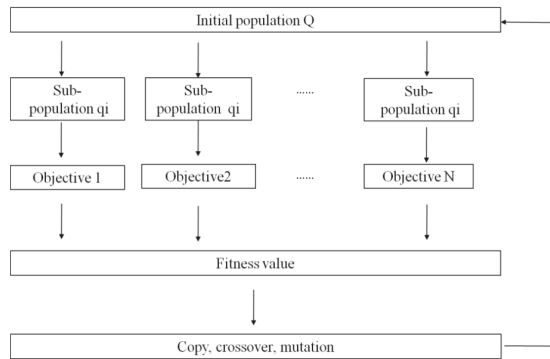 Initial population Q
Sub-
population qi
Sub-
population qi
......
Sub-
population qi
Objective 1
Objective2
......
Objective N
Fitness value
Copy, crossover, mutation